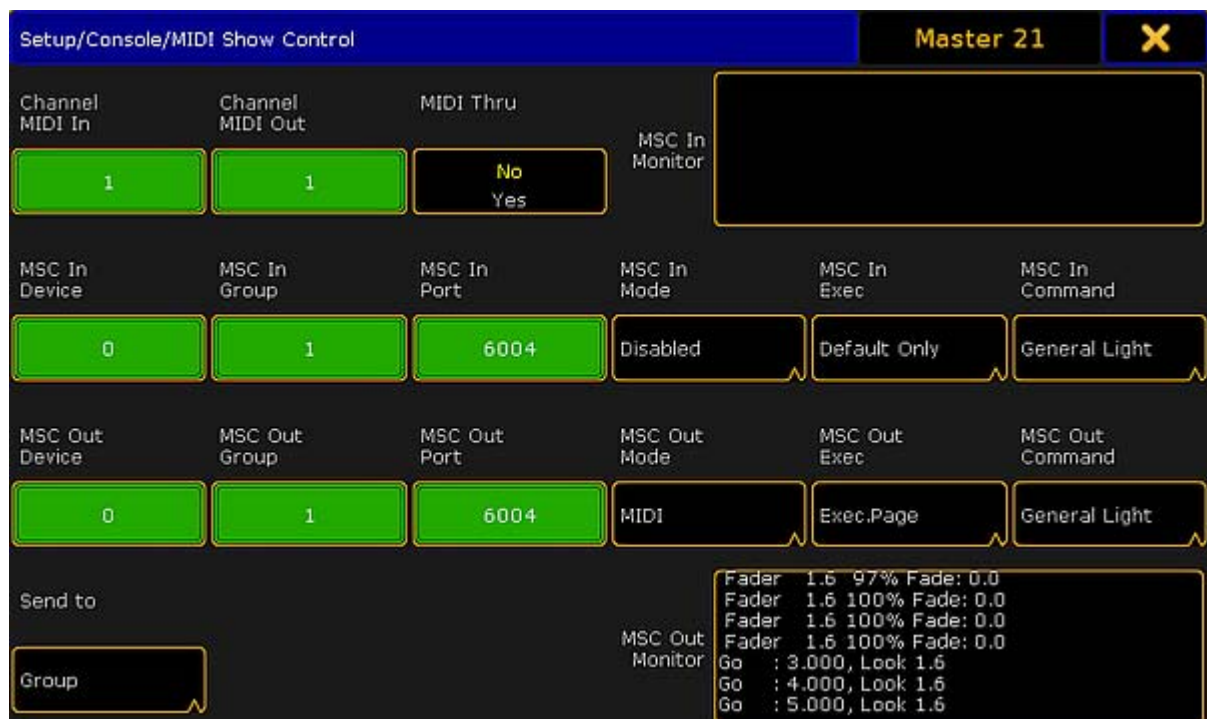 Setup/Console/MIDI Show Control
Master 21
Channel
MIDI In
Channel
MIDI Out
MIDI Thru
MSC In
Monitor
1
1
No
Yes
MSC In
Device
MSC In
Group
MSC In
Port
MSC In
Mode
MSC In
Exec
MSC In
Command
0
1
6004
Disabled
Default Only
General Light
MSC Out
Device
MSC Out
Group
MSC Out
Port
MSC Out
Mode
MSC Out
Exec
MSC Out
Command
0
1
6004
MIDI
Exec.Page
General Light
Send to
Group
MSC Out
Monitor
Fader 1.6 97% Fade: 0.0
Fader 1.6 100% Fade: 0.0
Fader 1.6 100% Fade: 0.0
Fader 1.6 100% Fade: 0.0
Go : 3.000, Look 1.6
Go : 4.000, Look 1.6
Go : 5.000, Look 1.6